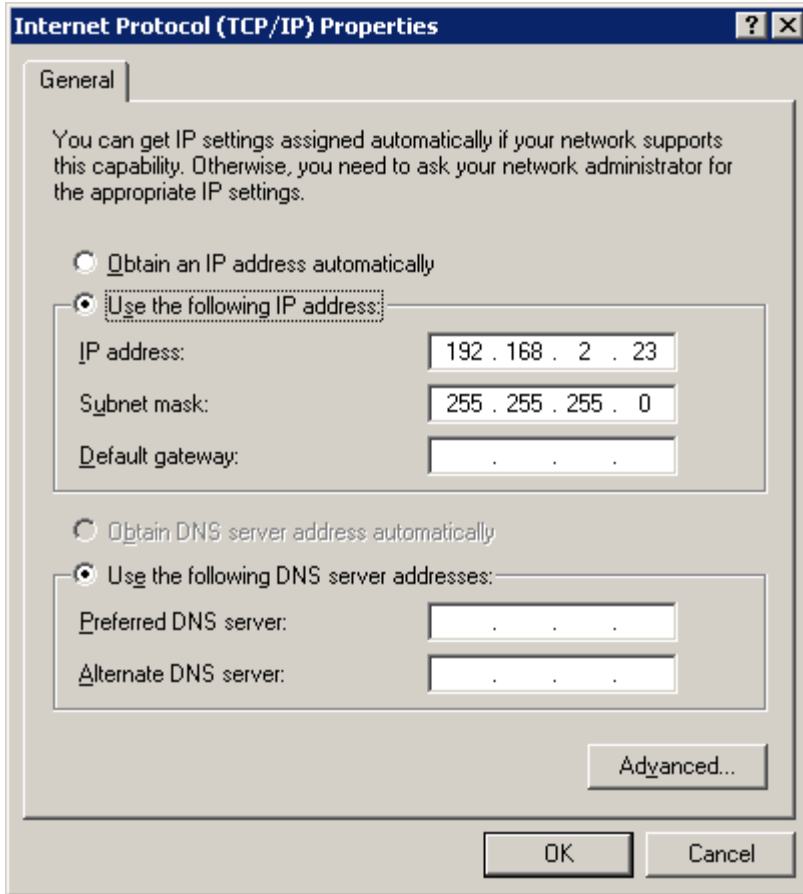 Internet Protocol (TCP/IP) Properties
General
You can get IP settings assigned automatically if your network supports
this capability. Otherwise, you need to ask your network administrator for
the appropriate IP settings.
Obtain an IP address automatically
Use the following IP address:
IP address: 192 . 168 . 2 . 23
Subnet mask: 255 . 255 . 255 . 0
Default gateway: . . .
Obtain DNS server address automatically
Use the following DNS server addresses:
Preferred DNS server: . . .
Alternate DNS server: . . .
Advanced...
OK Cancel